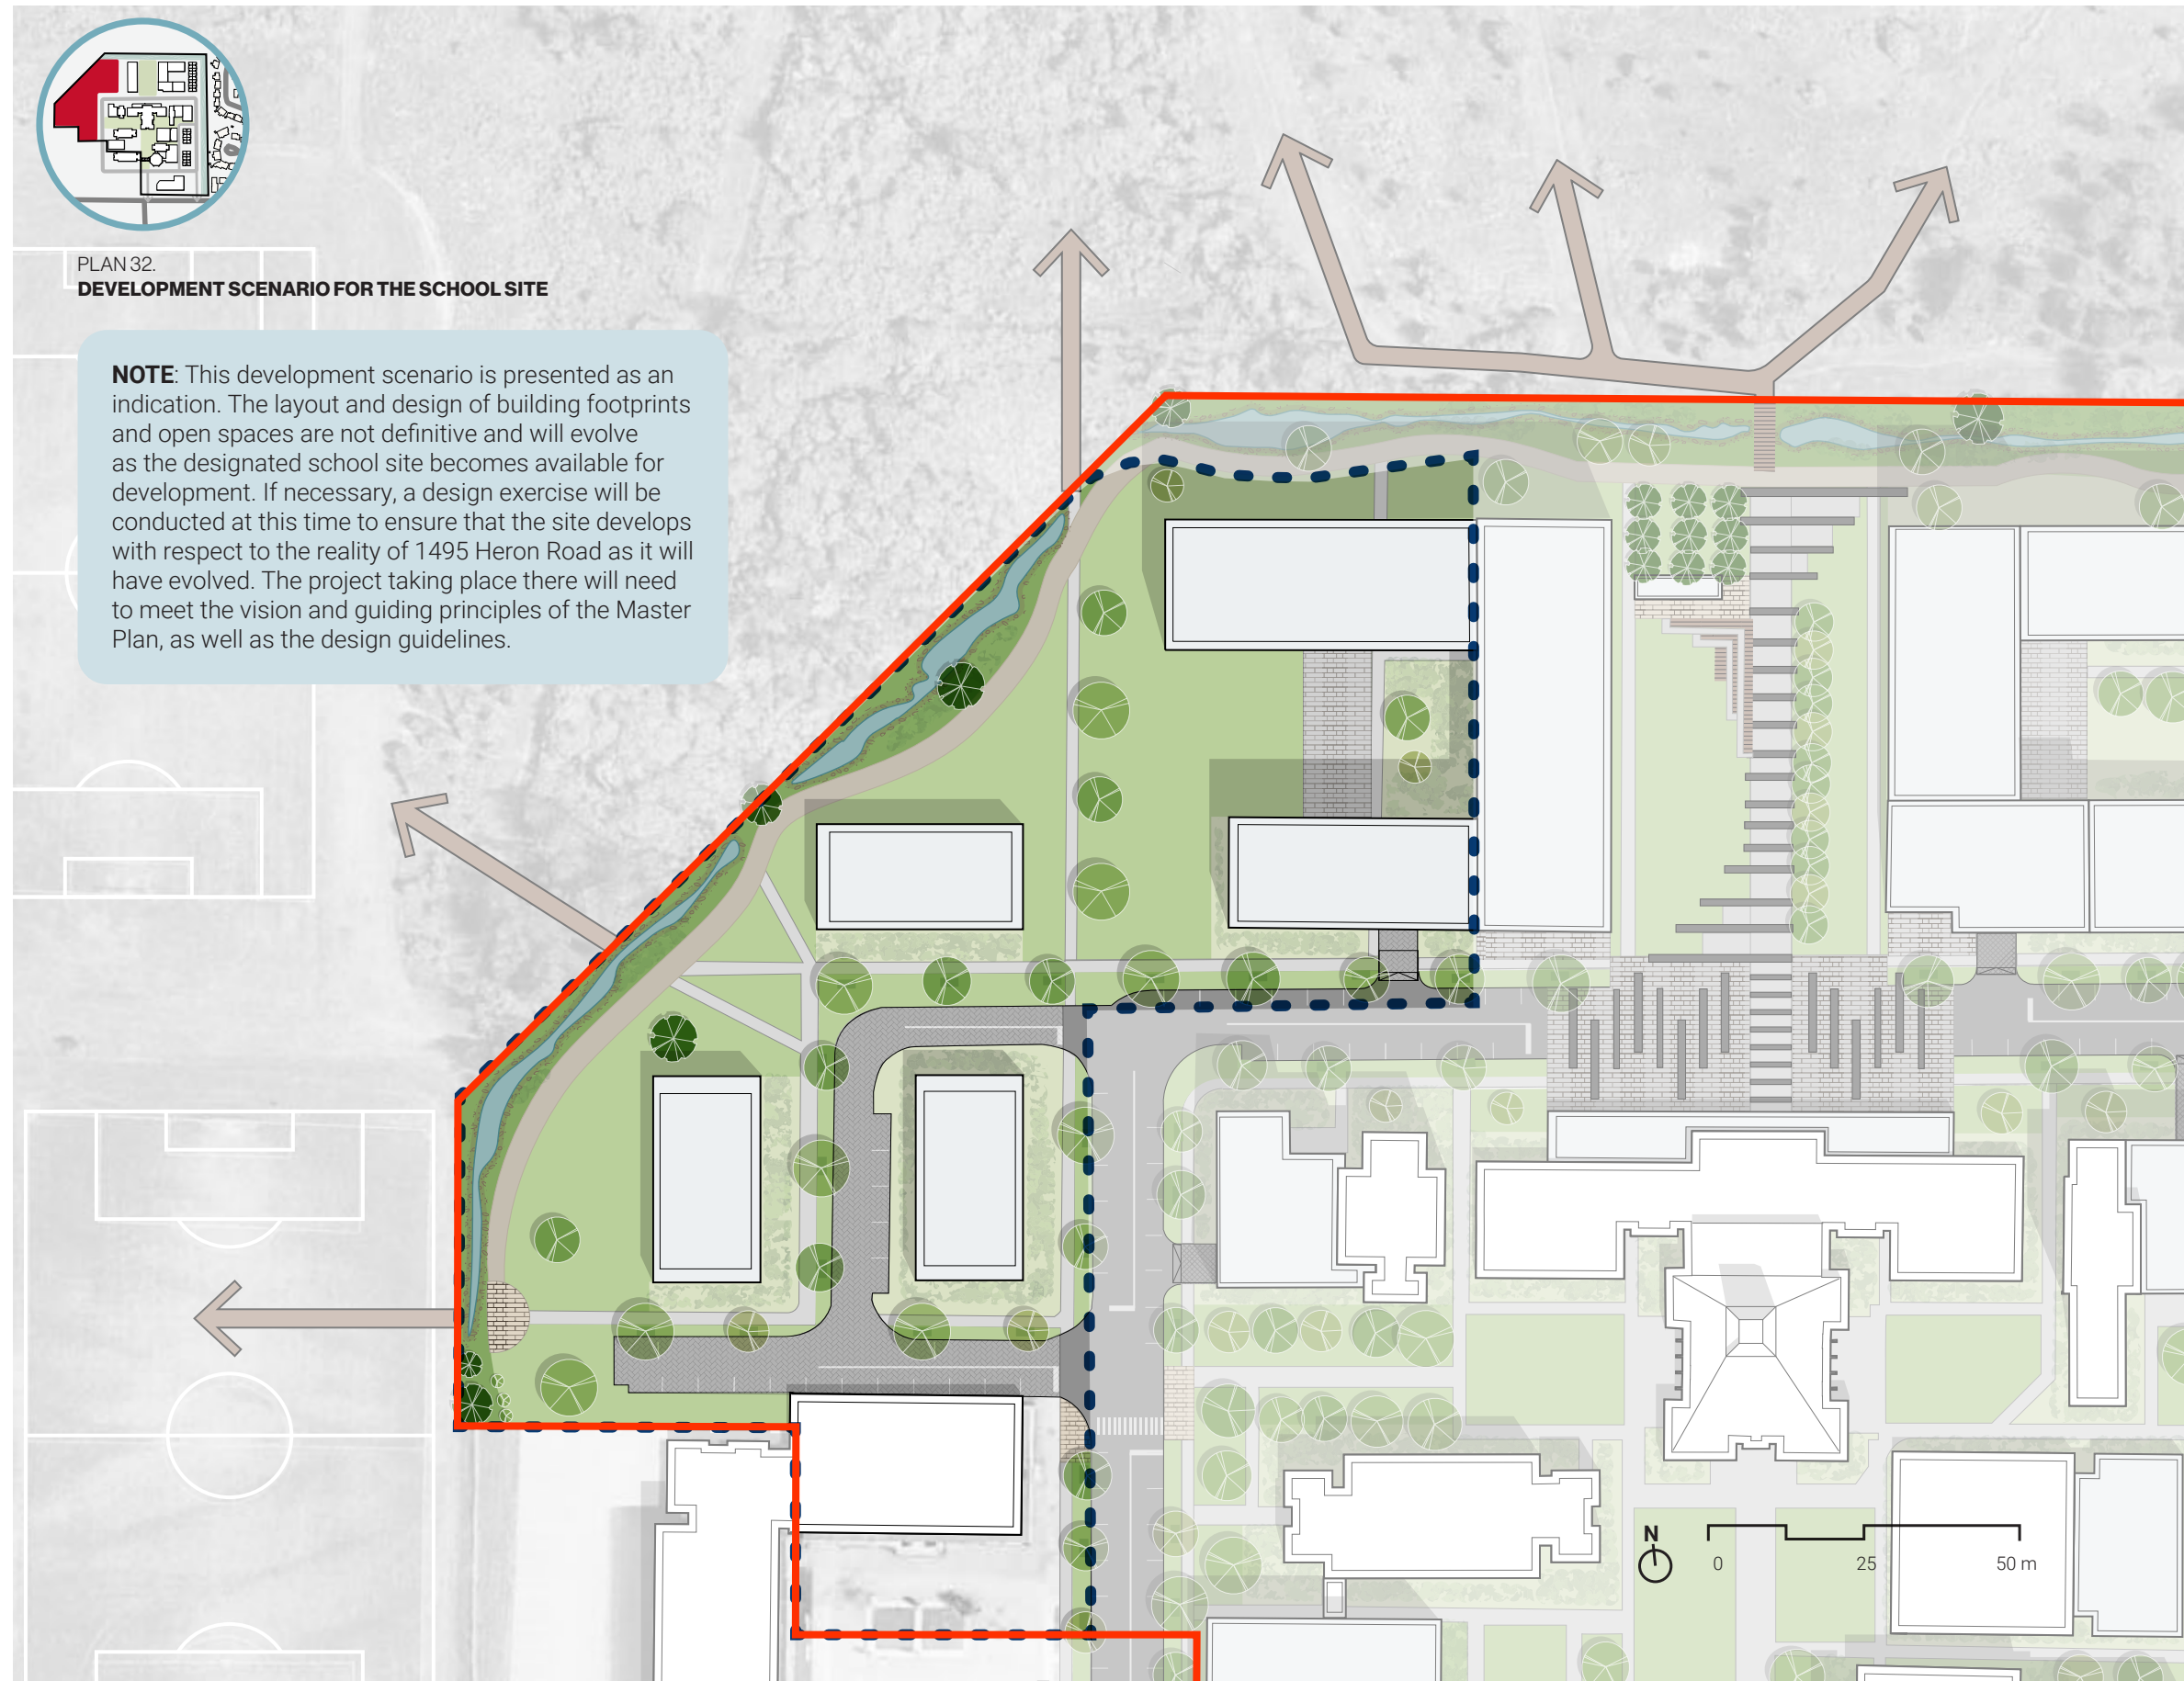 PLAN 32.
DEVELOPMENT SCENARIO FOR THE SCHOOL SITE
NOTE: This development scenario is presented as an
indication. The layout and design of building footprints
and open spaces are not definitive and will evolve
as the designated school site becomes available for
development. If necessary, a design exercise will be
conducted at this time to ensure that the site develops
with respect to the reality of 1495 Heron Road as it will
have evolved. The project taking place there will need
to meet the vision and guiding principles of the Master
Plan, as well as the design guidelines.
N
0 25 50 m